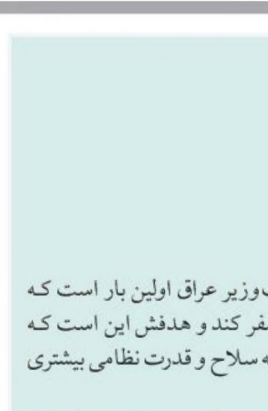 وزیر عراق اولین بار است که
کند و هدفش این است که
سلاح و قدرت نظامی بیشتری